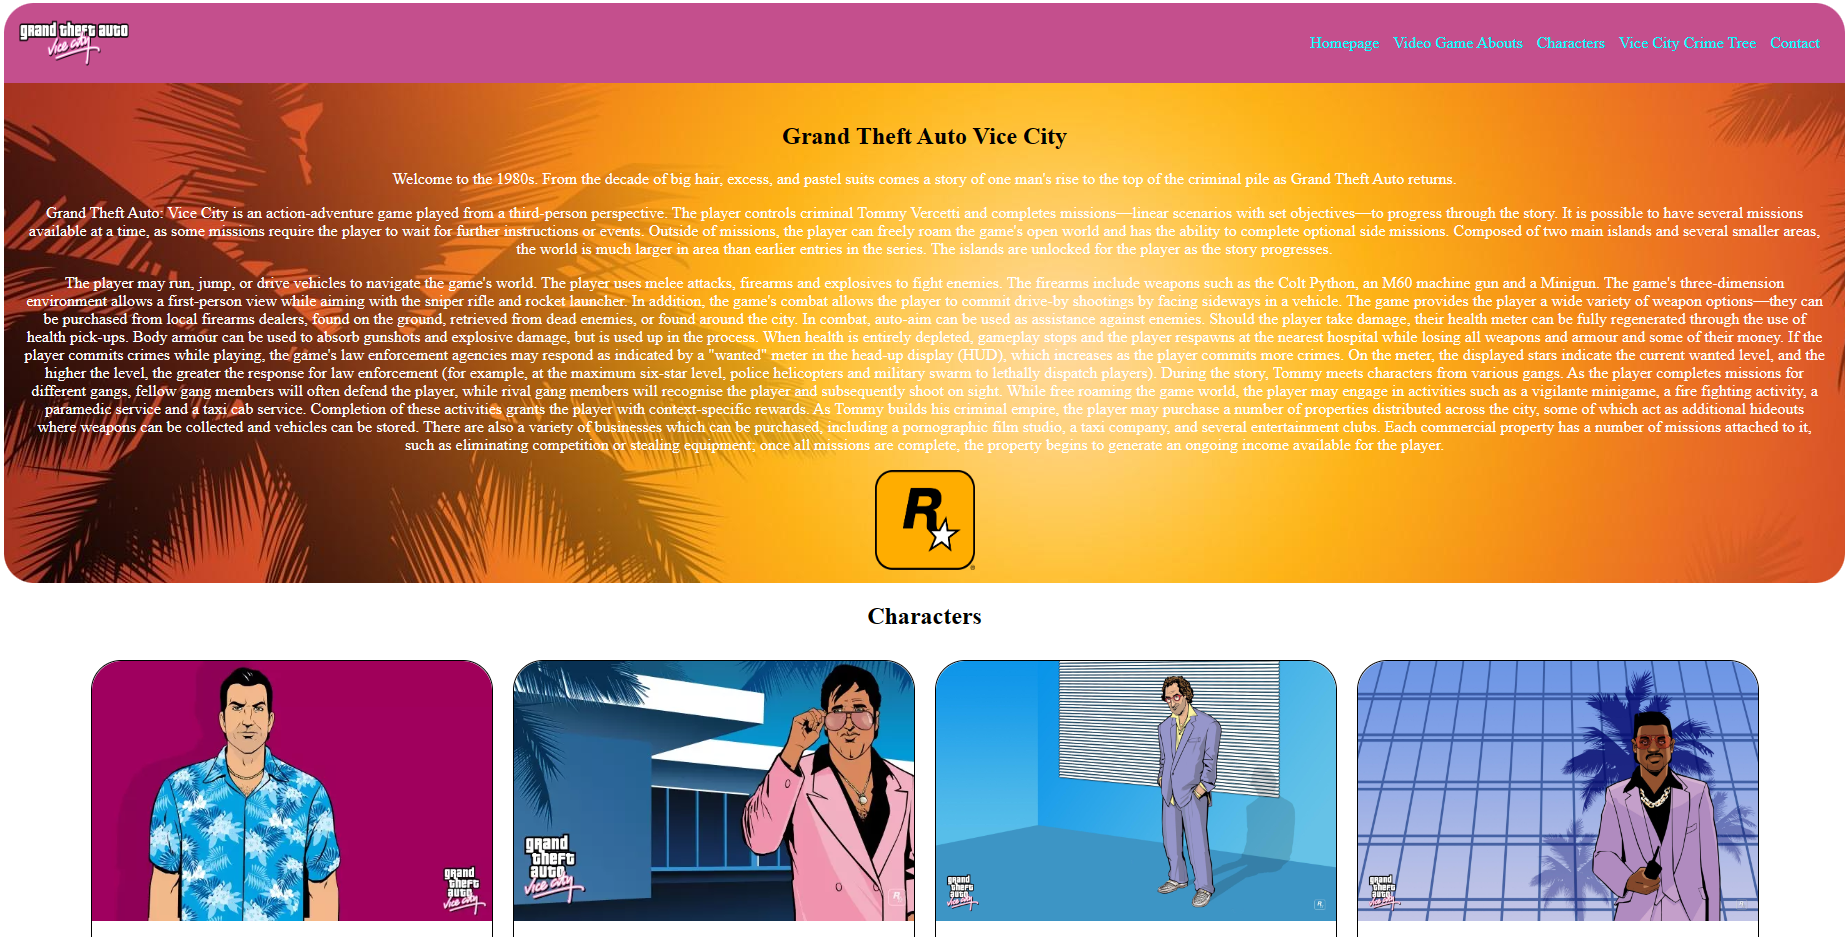 grand theft auto
vice city
Homepage Video Game Abouts Characters Vice City Crime Tree Contact
Grand Theft Auto Vice City
Welcome to the 1980s. From the decade of big hair, excess, and pastel suits comes a story of one man's rise to the top of the criminal pile as Grand Theft Auto returns.
Grand Theft Auto: Vice City is an action-adventure game played from a third-person perspective. The player controls criminal Tommy Vercetti and completes missions—linear scenarios with set objectives—to progress through the story. It is possible to have several missions
available at a time, as some missions require the player to wait for further instructions or events. Outside of missions, the player can freely roam the game's open world and has the ability to complete optional side missions. Composed of two main islands and several smaller areas,
the world is much larger in area than earlier entries in the series. The islands are unlocked for the player as the story progresses.
The player may run, jump, or drive vehicles to navigate the game's world. The player uses melee attacks, firearms and explosives to fight enemies. The firearms include weapons such as the Colt Python, an M60 machine gun and a Minigun. The game's three-dimension
environment allows a first-person view while aiming with the sniper rifle and rocket launcher. In addition, the game's combat allows the player to commit drive-by shootings by facing sideways in a vehicle. The game provides the player a wide variety of weapon options—they can
be purchased from local firearms dealers, found on the ground, retrieved from dead enemies, or found around the city. In combat, auto-aim can be used as assistance against enemies. Should the player take damage, their health meter can be fully regenerated through the use of
health pick-ups. Body armour can be used to absorb gunshots and explosive damage, but is used up in the process. When health is entirely depleted, gameplay stops and the player respawns at the nearest hospital while losing all weapons and armour and some of their money. If the
player commits crimes while playing, the game's law enforcement agencies may respond as indicated by a "wanted" meter in the head-up display (HUD), which increases as the player commits more crimes. On the meter, the displayed stars indicate the current wanted level, and the
higher the level, the greater the response for law enforcement (for example, at the maximum six-star level, police helicopters and military swarm to lethally dispatch players). During the story, Tommy meets characters from various gangs. As the player completes missions for
different gangs, fellow gang members will often defend the player, while rival gang members will recognise the player and subsequently shoot on sight. While free roaming the game world, the player may engage in activities such as a vigilante minigame, a fire fighting activity, a
paramedic service and a taxi cab service. Completion of these activities grants the player with context-specific rewards. As Tommy builds his criminal empire, the player may purchase a number of properties distributed across the city, some of which act as additional hideouts
where weapons can be collected and vehicles can be stored. There are also a variety of businesses which can be purchased, including a pornographic film studio, a taxi company, and several entertainment clubs. Each commercial property has a number of missions attached to it,
such as eliminating competition or stealing equipment; once all missions are complete, the property begins to generate an ongoing income available for the player.
R
Characters
grand
theft
auto
vice city
grand
theft
auto
vice city
R
grand
theft
auto
vice city
R
grand
theft
auto
vice city